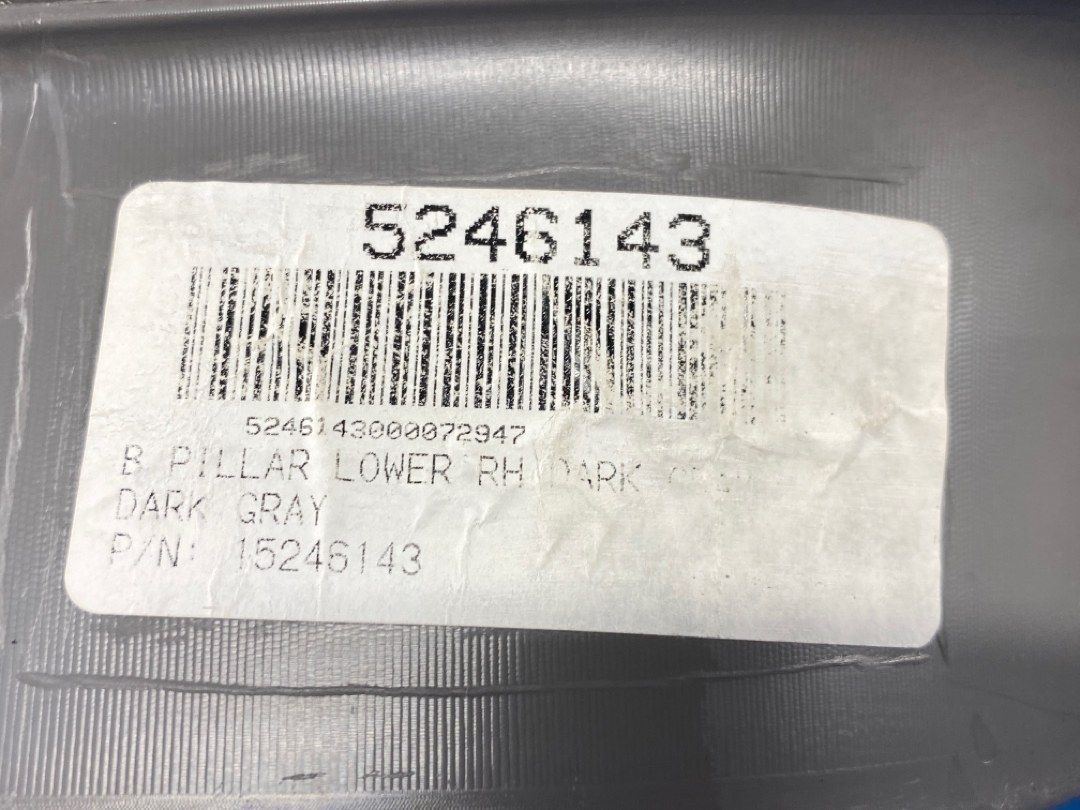 5246143
5246143000072947
B PILLAR LOWER RH DARK
DARK GRAY
P/N: 15246143